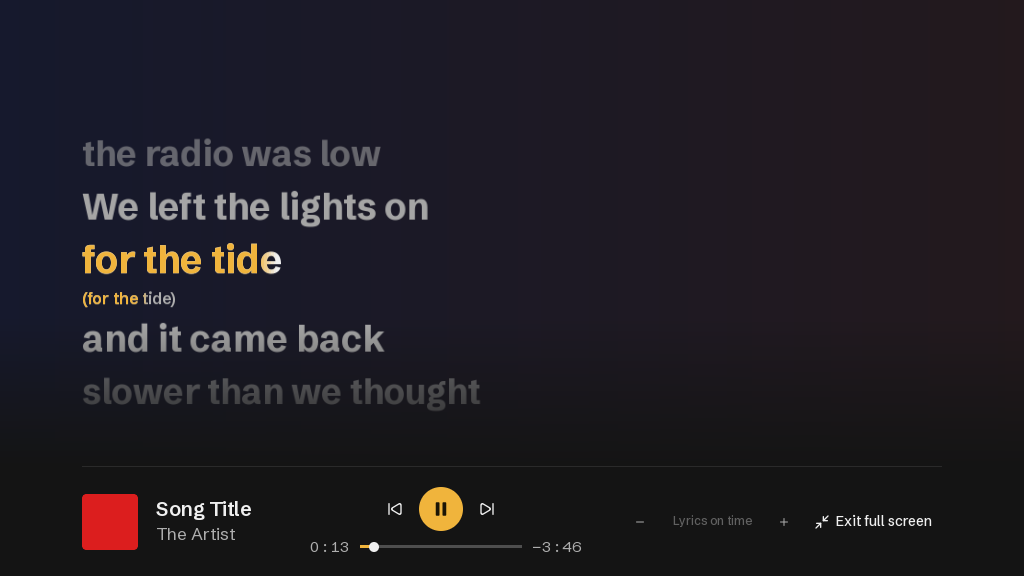 the radio was low
We left the lights on
for the tide
(for the tide)
and it came back
slower than we thought
Song Title
The Artist
0:13
−3:46
− Lyrics on time +
Exit full screen